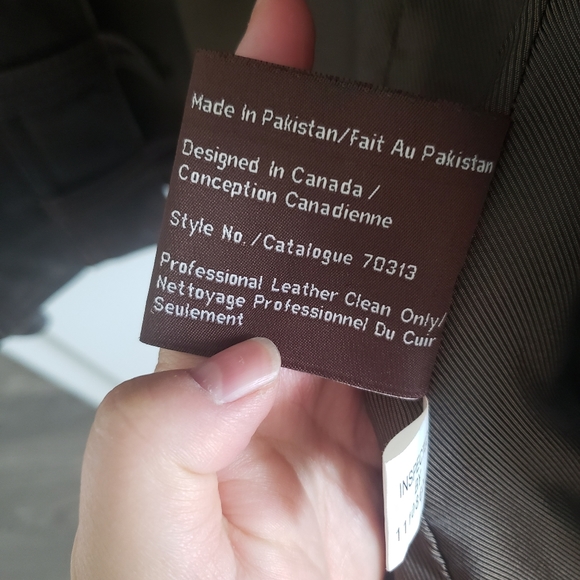 Made In Pakistan/Fait Au Pakistan
Designed In Canada /
Conception Canadienne
Style No./Catalogue 70313
Professional Leather Clean Only/
Nettoyage Professionnel Du Cuir
Seulement